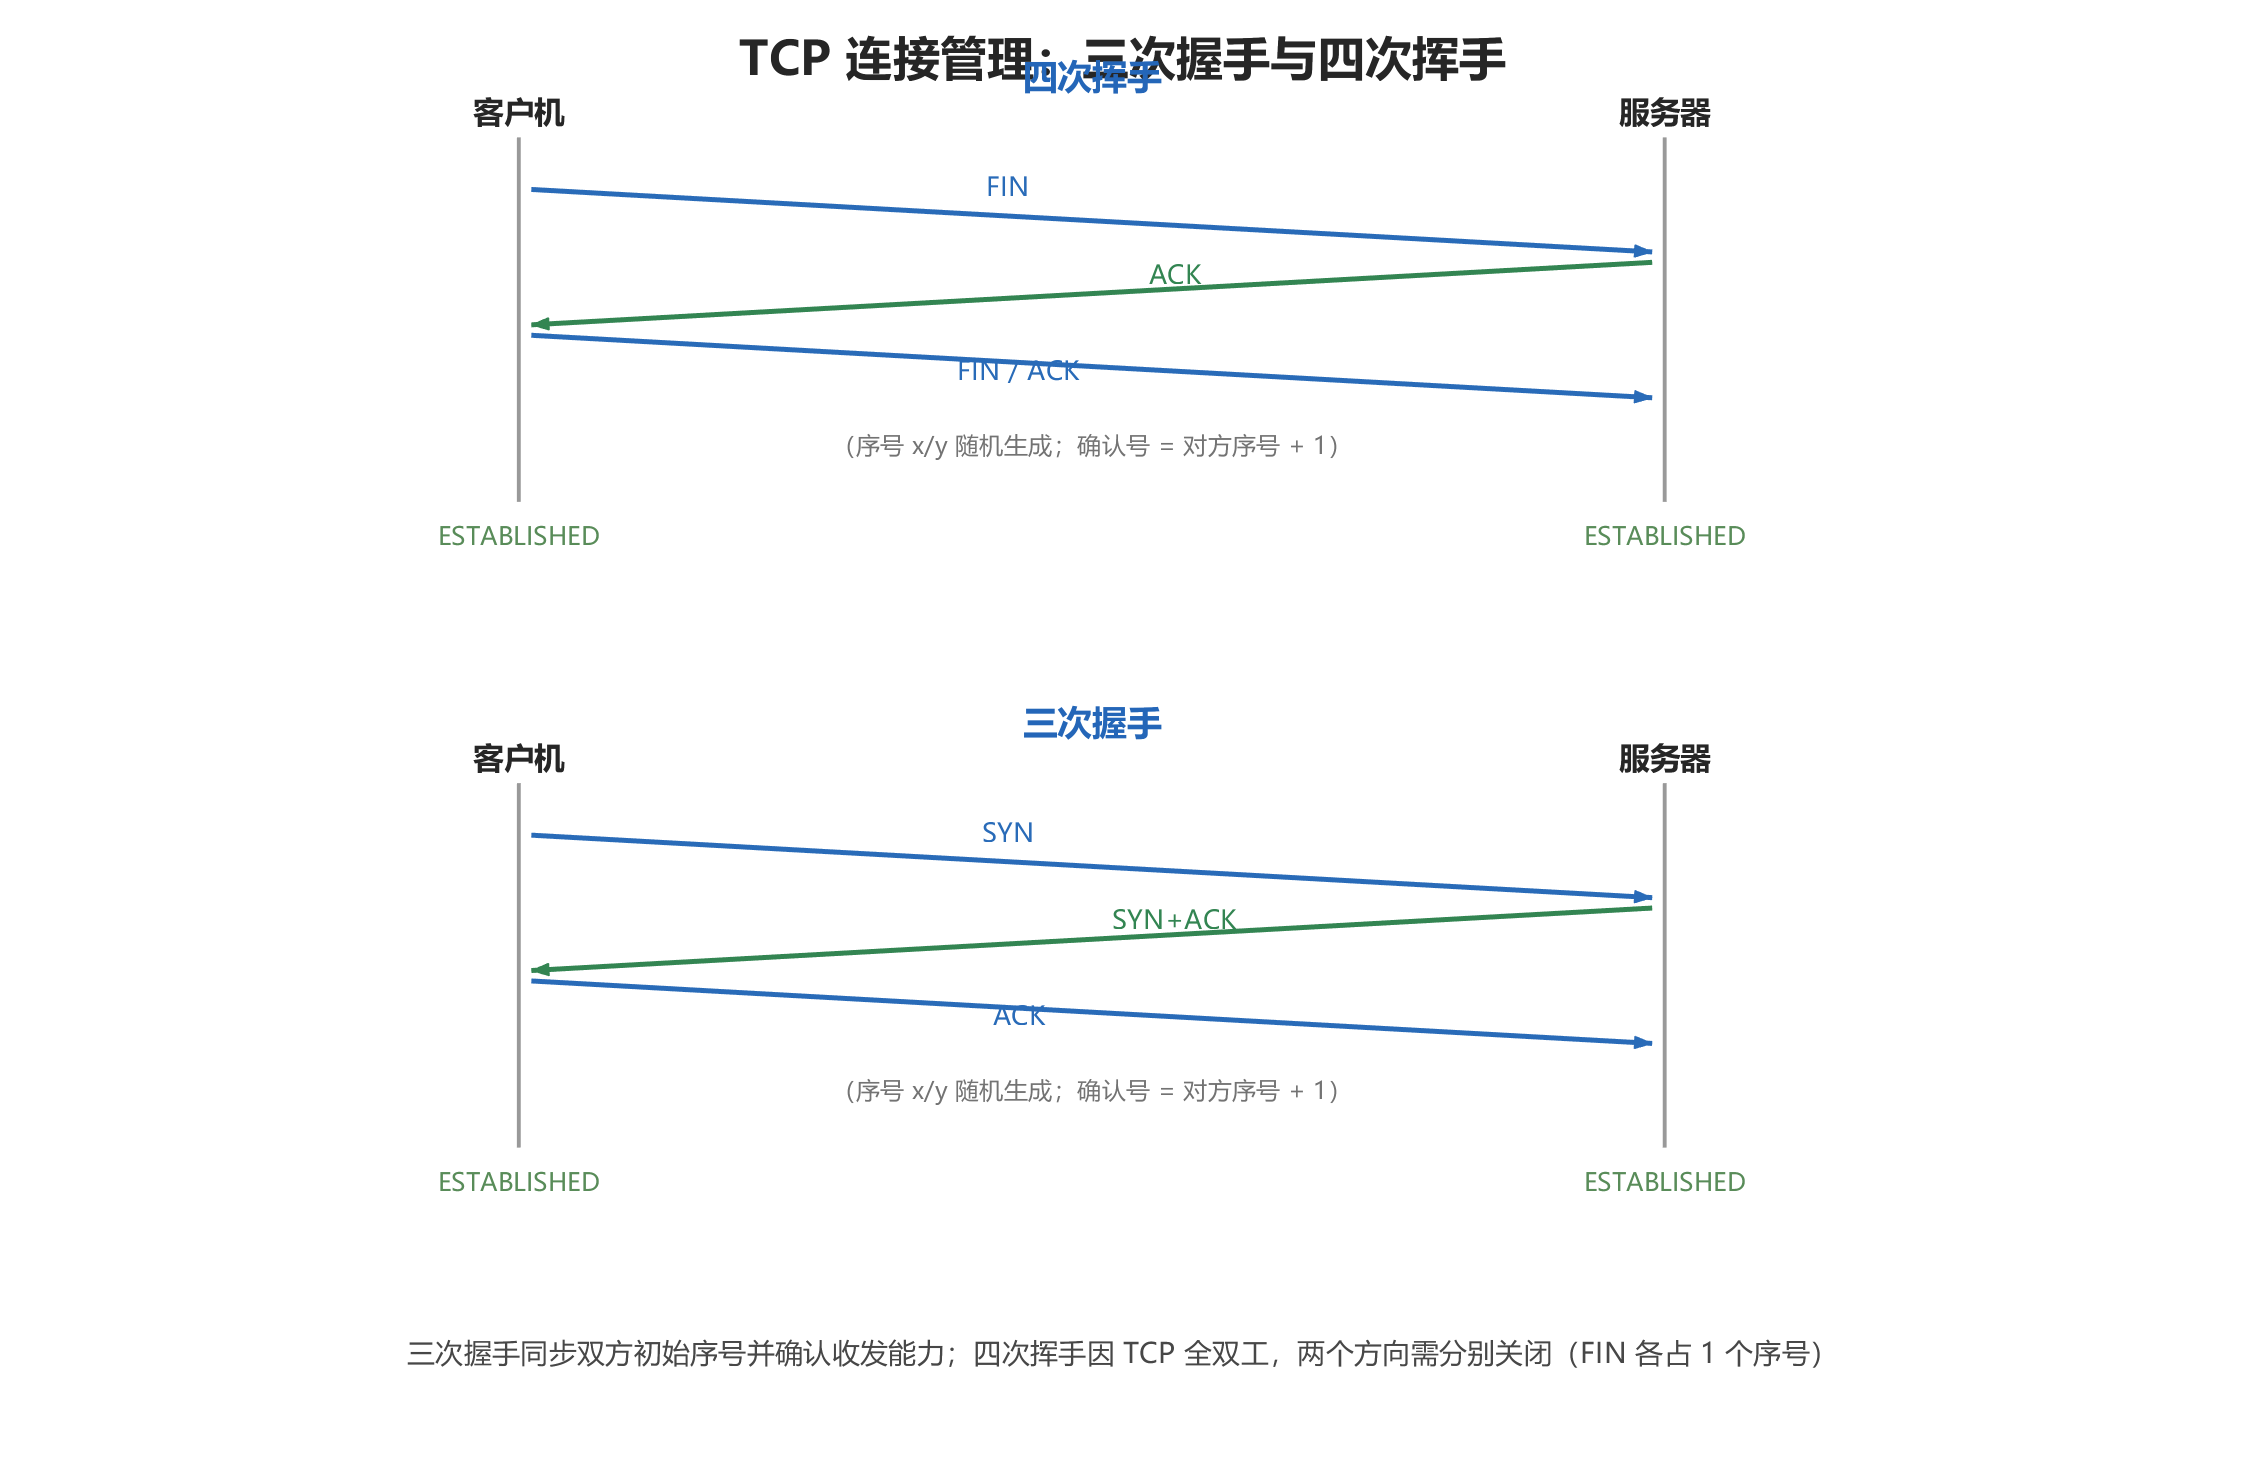 TCP 连接管理：三次握手与四次挥手
四次挥手
客户机
服务器
FIN
ACK
FIN / ACK
（序号 x/y 随机生成；确认号 = 对方序号 + 1）
ESTABLISHED
ESTABLISHED
三次握手
客户机
服务器
SYN
SYN+ACK
ACK
（序号 x/y 随机生成；确认号 = 对方序号 + 1）
ESTABLISHED
ESTABLISHED
三次握手同步双方初始序号并确认收发能力；四次挥手因 TCP 全双工，两个方向需分别关闭（FIN 各占 1 个序号）